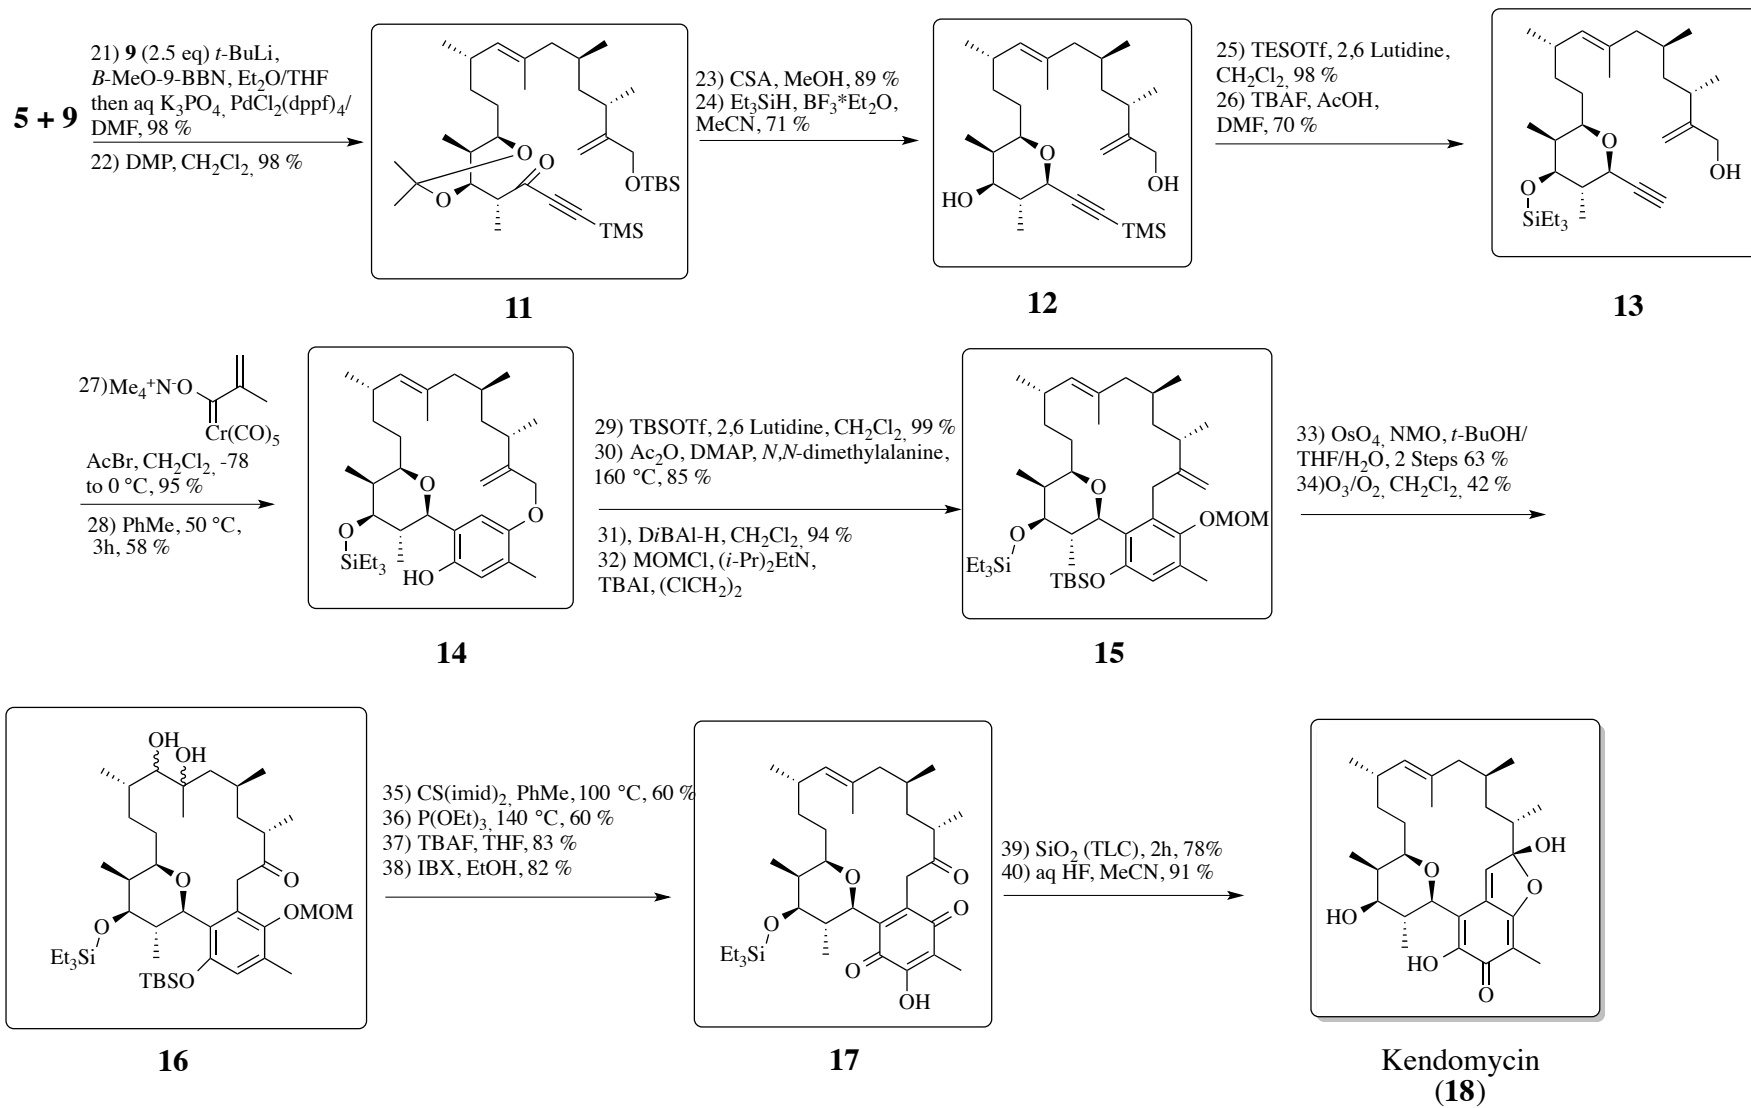 5 + 9
21) 9 (2.5 eq) t-BuLi,
B-MeO-9-BBN, Et2O/THF
then aq K3PO4, PdCl2(dppf)4/
DMF, 98 %
22) DMP, CH2Cl2, 98 %
O
O
O
OTBS
TMS
11
23) CSA, MeOH, 89 %
24) Et3SiH, BF3*Et2O,
MeCN, 71 %
O
HO
OH
TMS
12
25) TESOTf, 2,6 Lutidine,
CH2Cl2, 98 %
26) TBAF, AcOH,
DMF, 70 %
O
O
SiEt3
OH
13
27)Me4+N-O
Cr(CO)5
AcBr, CH2Cl2, -78
to 0 °C, 95 %
28) PhMe, 50 °C,
3h, 58 %
O
O
SiEt3
HO
O
14
29) TBSOTf, 2,6 Lutidine, CH2Cl2, 99 %
30) Ac2O, DMAP, N,N-dimethylalanine,
160 °C, 85 %
31), DiBAl-H, CH2Cl2, 94 %
32) MOMCl, (i-Pr)2EtN,
TBAI, (ClCH2)2
O
O
Et3Si
TBSO
OMOM
15
33) OsO4, NMO, t-BuOH/
THF/H2O, 2 Steps 63 %
34)O3/O2, CH2Cl2, 42 %
OH
OH
O
O
O
OMOM
Et3Si
TBSO
16
35) CS(imid)2, PhMe, 100 °C, 60 %
36) P(OEt)3, 140 °C, 60 %
37) TBAF, THF, 83 %
38) IBX, EtOH, 82 %
O
O
O
O
O
Et3Si
OH
17
39) SiO2 (TLC), 2h, 78%
40) aq HF, MeCN, 91 %
OH
O
O
HO
HO
O
Kendomycin
(18)